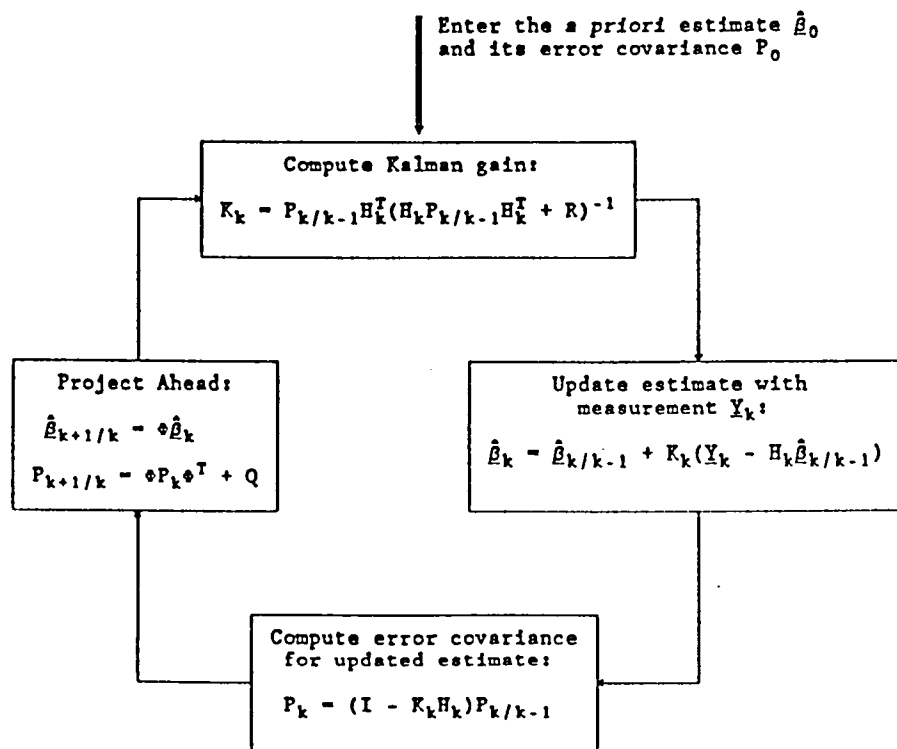 Enter the a priori estimate β̂₀
and its error covariance P₀
Compute Kalman gain:
Kₖ = Pₖ/ₖ₋₁Hₖᵀ(HₖPₖ/ₖ₋₁Hₖᵀ + R)⁻¹
Update estimate with
measurement Y̲ₖ:
β̲̂ₖ = β̲̂ₖ/ₖ₋₁ + Kₖ(Y̲ₖ - Hₖβ̲̂ₖ/ₖ₋₁)
Compute error covariance
for updated estimate:
Pₖ = (I - KₖHₖ)Pₖ/ₖ₋₁
Project Ahead:
β̲̂ₖ₊₁/ₖ = Φβ̲̂ₖ
Pₖ₊₁/ₖ = ΦPₖΦᵀ + Q